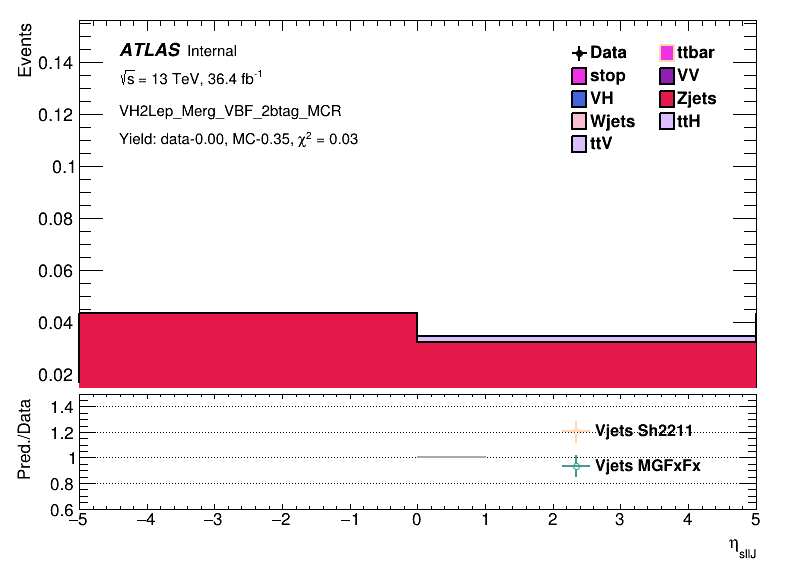 Events
0.14
0.12
0.1
0.08
0.06
0.04
0.02
ATLAS Internal
√s = 13 TeV, 36.4 fb⁻¹
VH2Lep_Merg_VBF_2btag_MCR
Yield: data-0.00, MC-0.35, χ² = 0.03
Data
ttbar
stop
VV
VH
Zjets
Wjets
ttH
ttV
Pred./Data
1.4
1.2
1
0.8
0.6
Vjets Sh2211
Vjets MGFxFx
−5 −4 −3 −2 −1 0 1 2 3 4 5
η_sllJ